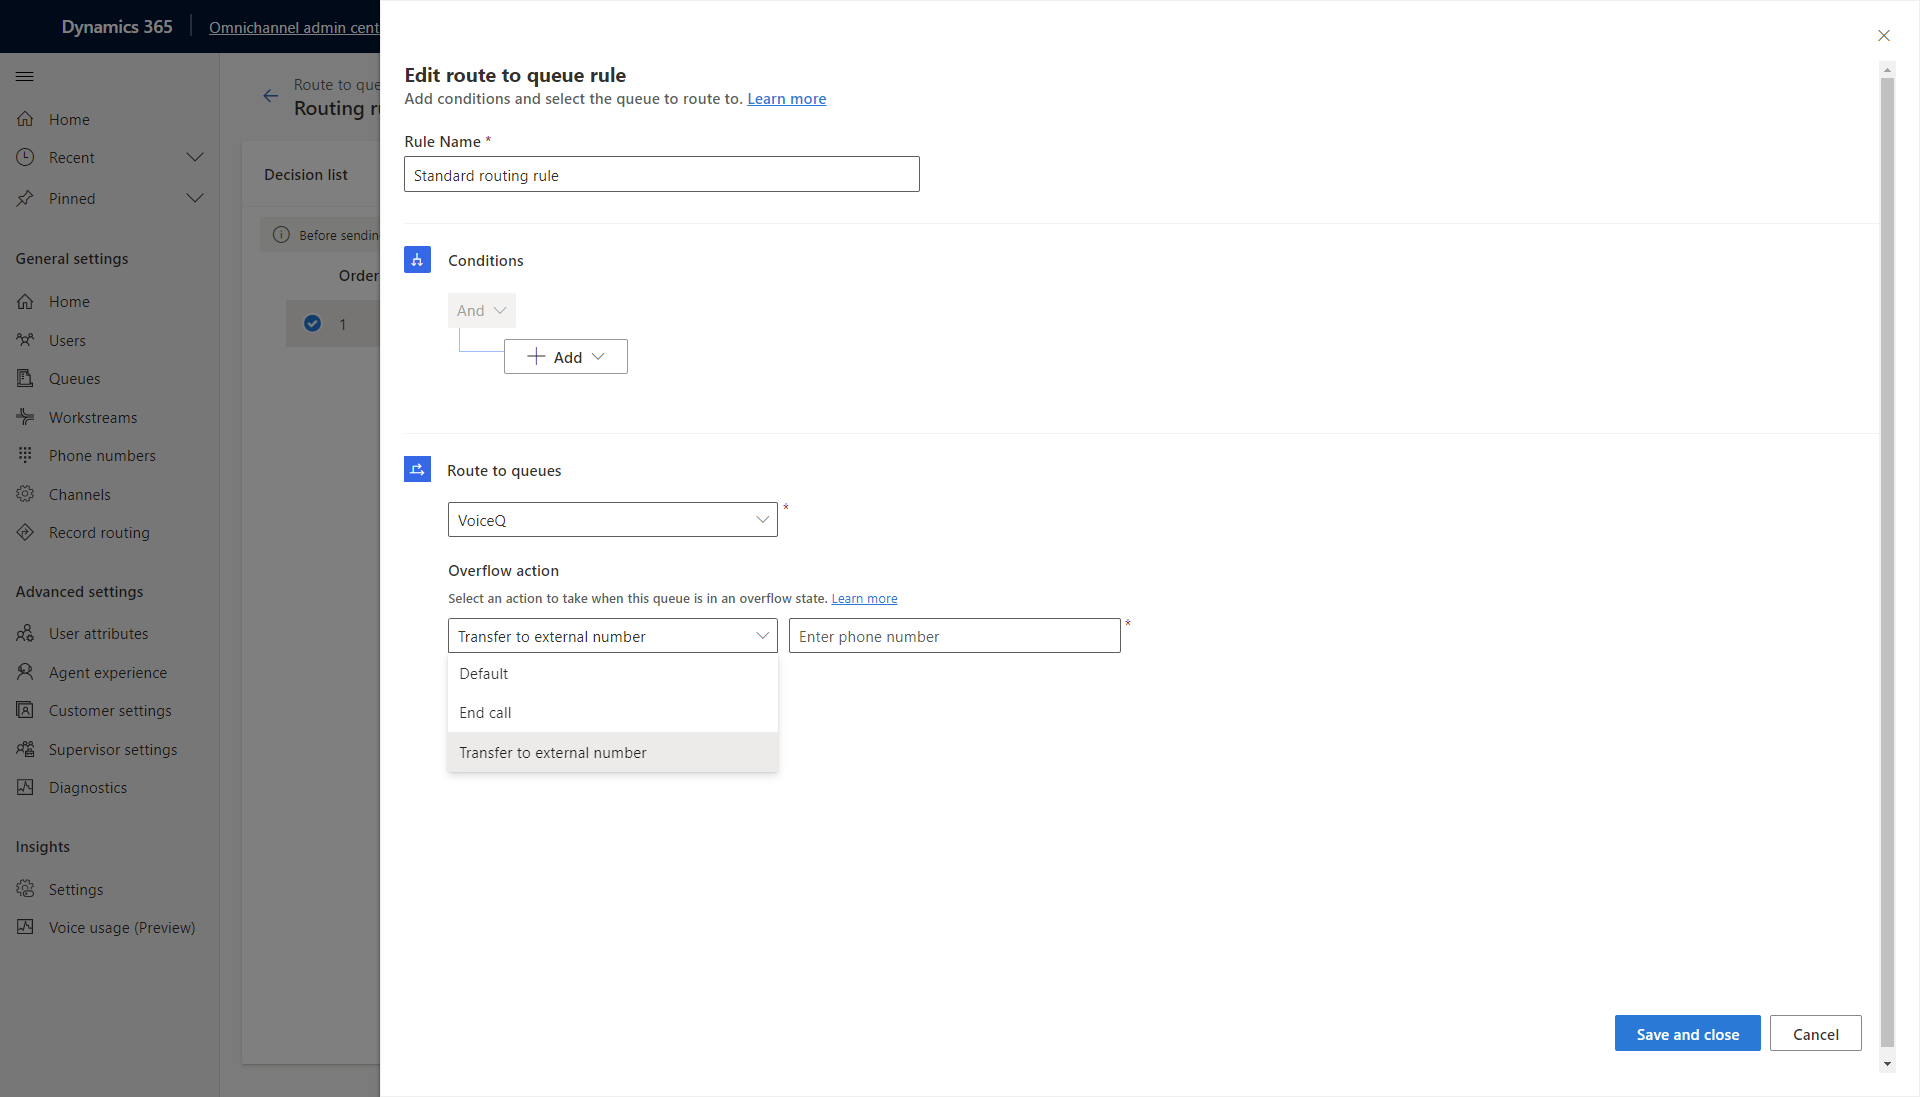 Dynamics 365
Omnichannel admin cent
Home
Recent
Pinned
General settings
Home
Users
Queues
Workstreams
Phone numbers
Channels
Record routing
Advanced settings
User attributes
Agent experience
Customer settings
Supervisor settings
Diagnostics
Insights
Settings
Voice usage (Preview)
Route to que
Routing ru
Decision list
Before sendin
Order
1
Edit route to queue rule
Add conditions and select the queue to route to. Learn more
Rule Name *
Standard routing rule
Conditions
And
Add
Route to queues
VoiceQ *
Overflow action
Select an action to take when this queue is in an overflow state. Learn more
Transfer to external number
Enter phone number *
Default
End call
Transfer to external number
Save and close
Cancel